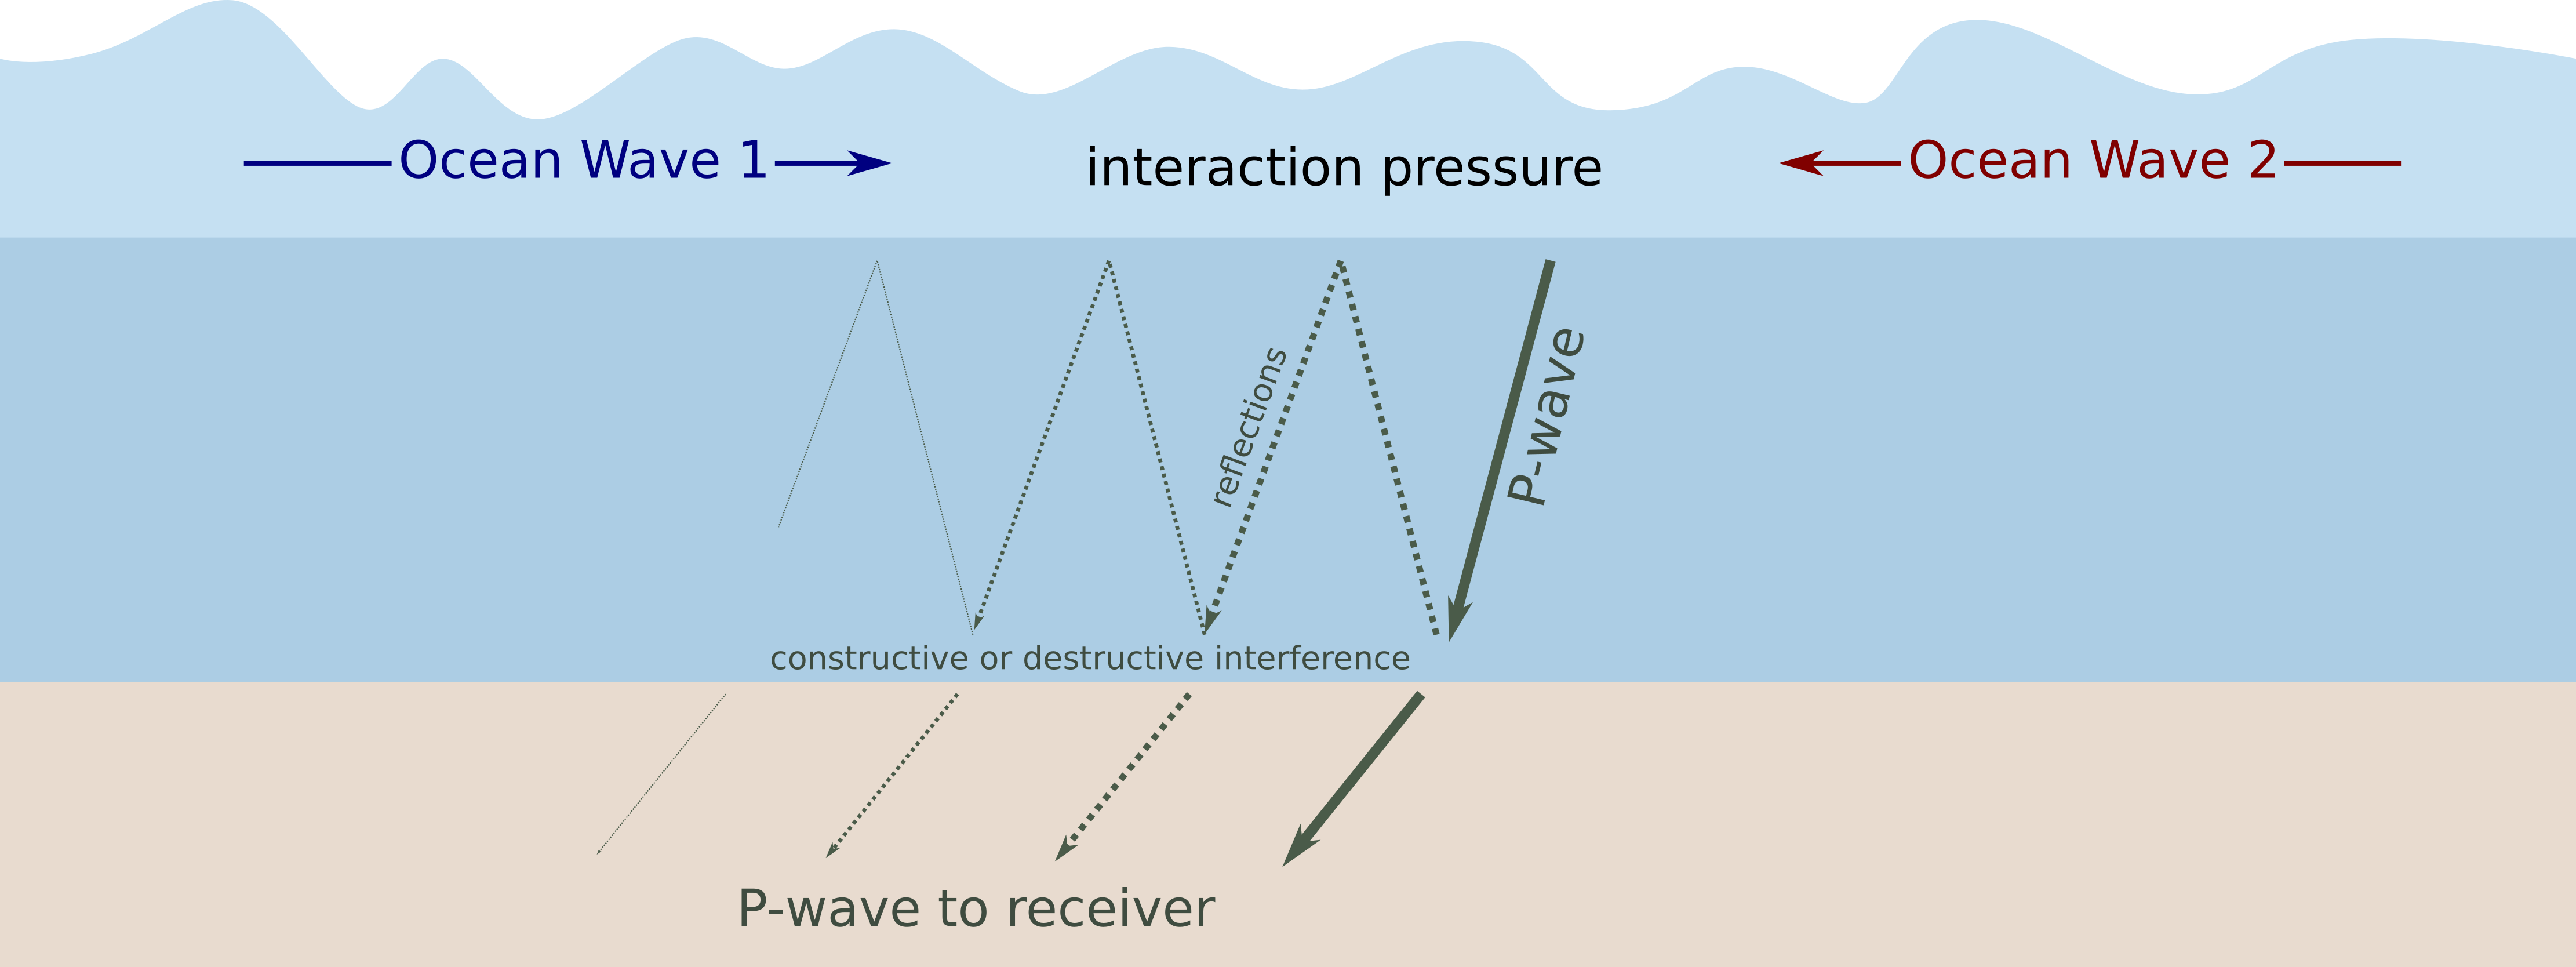 Ocean Wave 1
interaction pressure
Ocean Wave 2
reflections
P-wave
constructive or destructive interference
P-wave to receiver